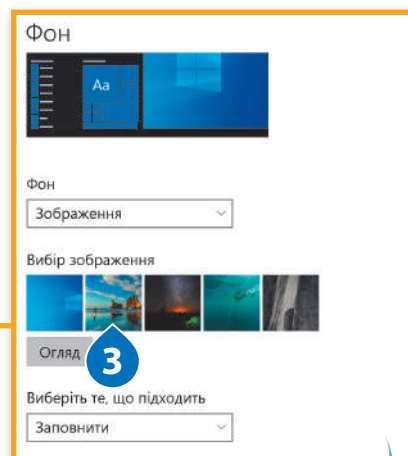 Фон
Aa
Фон
Зображення
Вибір зображення
Огляд
3
Виберіть те, що підходить
Заповнити